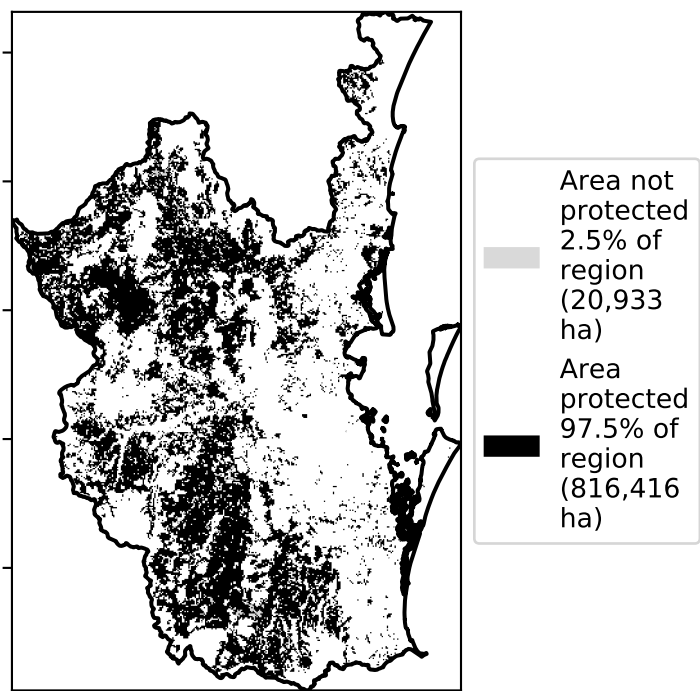 Area not
protected
2.5% of
region
(20,933
ha)
Area
protected
97.5% of
region
(816,416
ha)